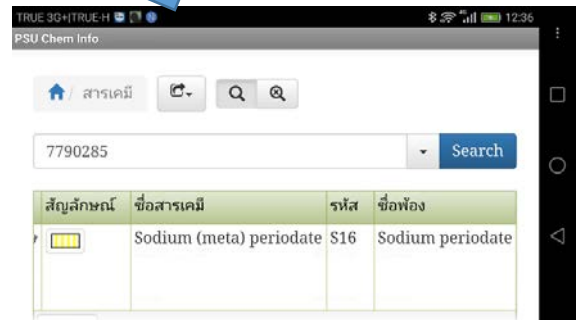 TRUE 3G+|TRUE-H 12:36
PSU Chem Info
/ สารเคมี
7790285 Search
สัญลักษณ์ ชื่อสารเคมี รหัส ชื่อพ้อง
Sodium (meta) periodate S16 Sodium periodate